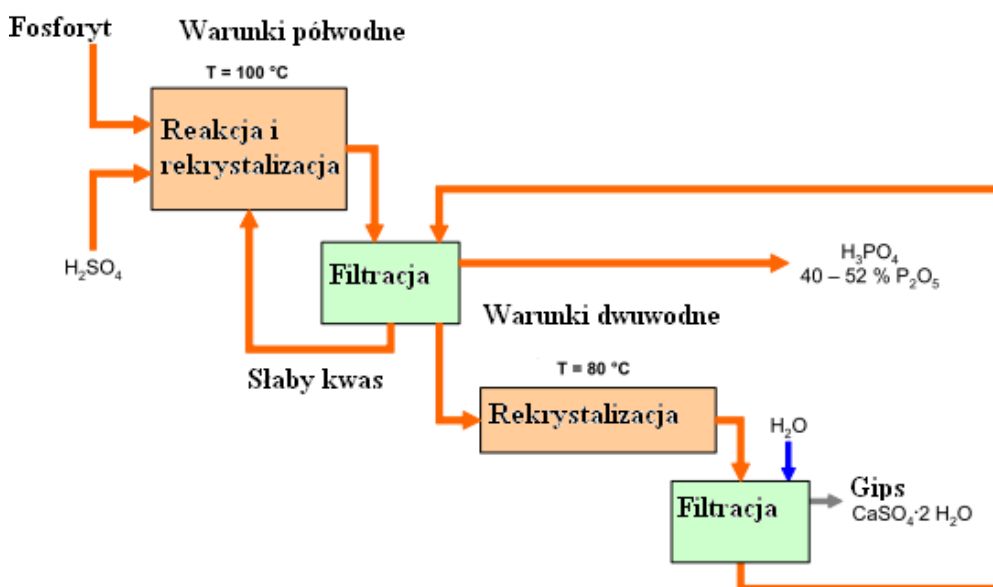 Fosforyt
Warunki półwodne
T = 100 °C
Reakcja i
rekrystalizacja
H₂SO₄
Filtracja
H₃PO₄
40 – 52 % P₂O₅
Warunki dwuwodne
Słaby kwas
T = 80 °C
Rekrystalizacja
H₂O
Filtracja
Gips
CaSO₄·2 H₂O